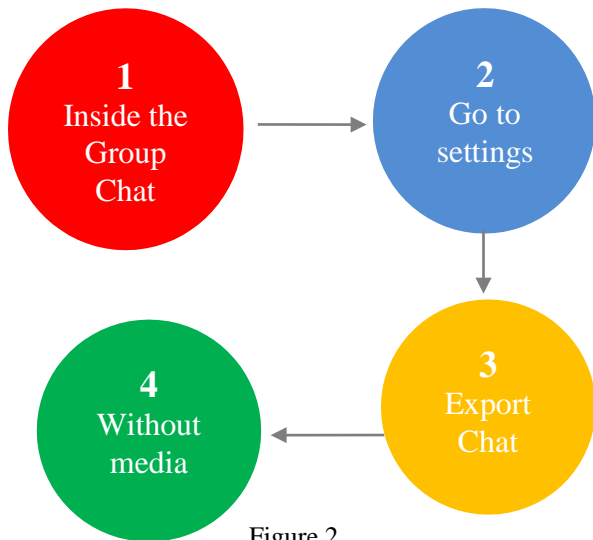 1
Inside the
Group
Chat
2
Go to
settings
3
Export
Chat
4
Without
media
Figure 2